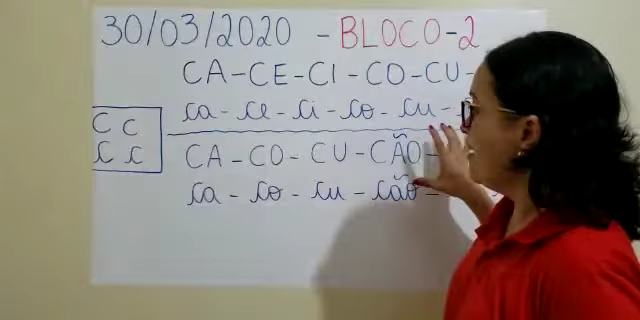 30/03/2020 - BLOCO-2
CA-CE-CI-CO-CU-
ca-ce-ci-co-cu-
C c
C c
CA-CO-CU-CÃO-
ca-co-cu-cão-